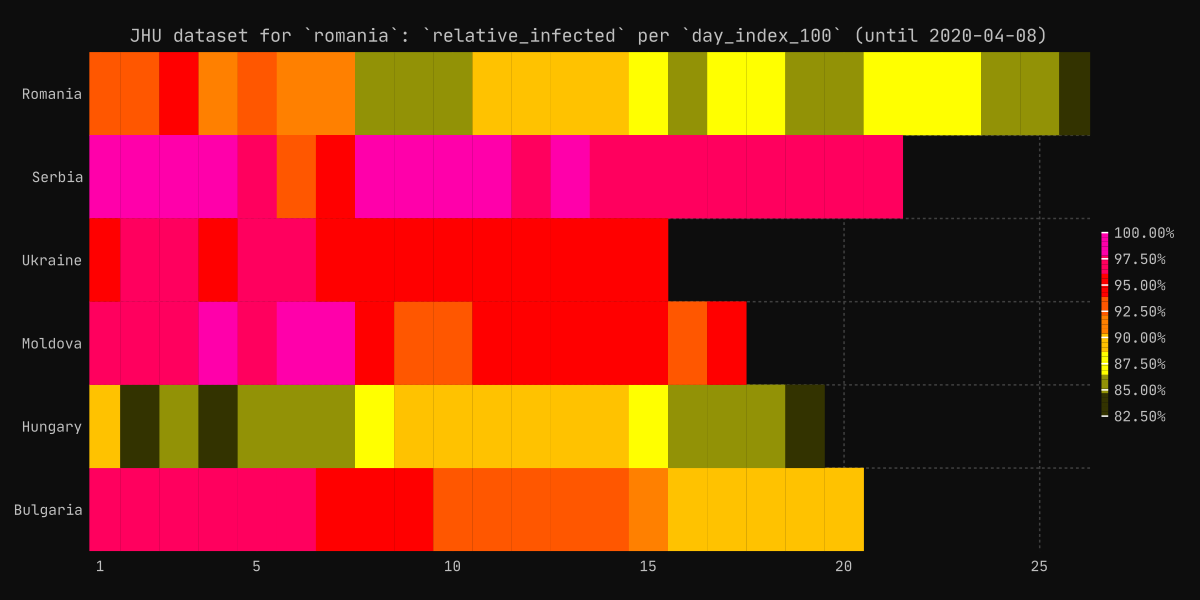 JHU dataset for `romania`: `relative_infected` per `day_index_100` (until 2020-04-08)
Romania
Serbia
Ukraine
Moldova
Hungary
Bulgaria
1 5 10 15 20 25
100.00%
97.50%
95.00%
92.50%
90.00%
87.50%
85.00%
82.50%